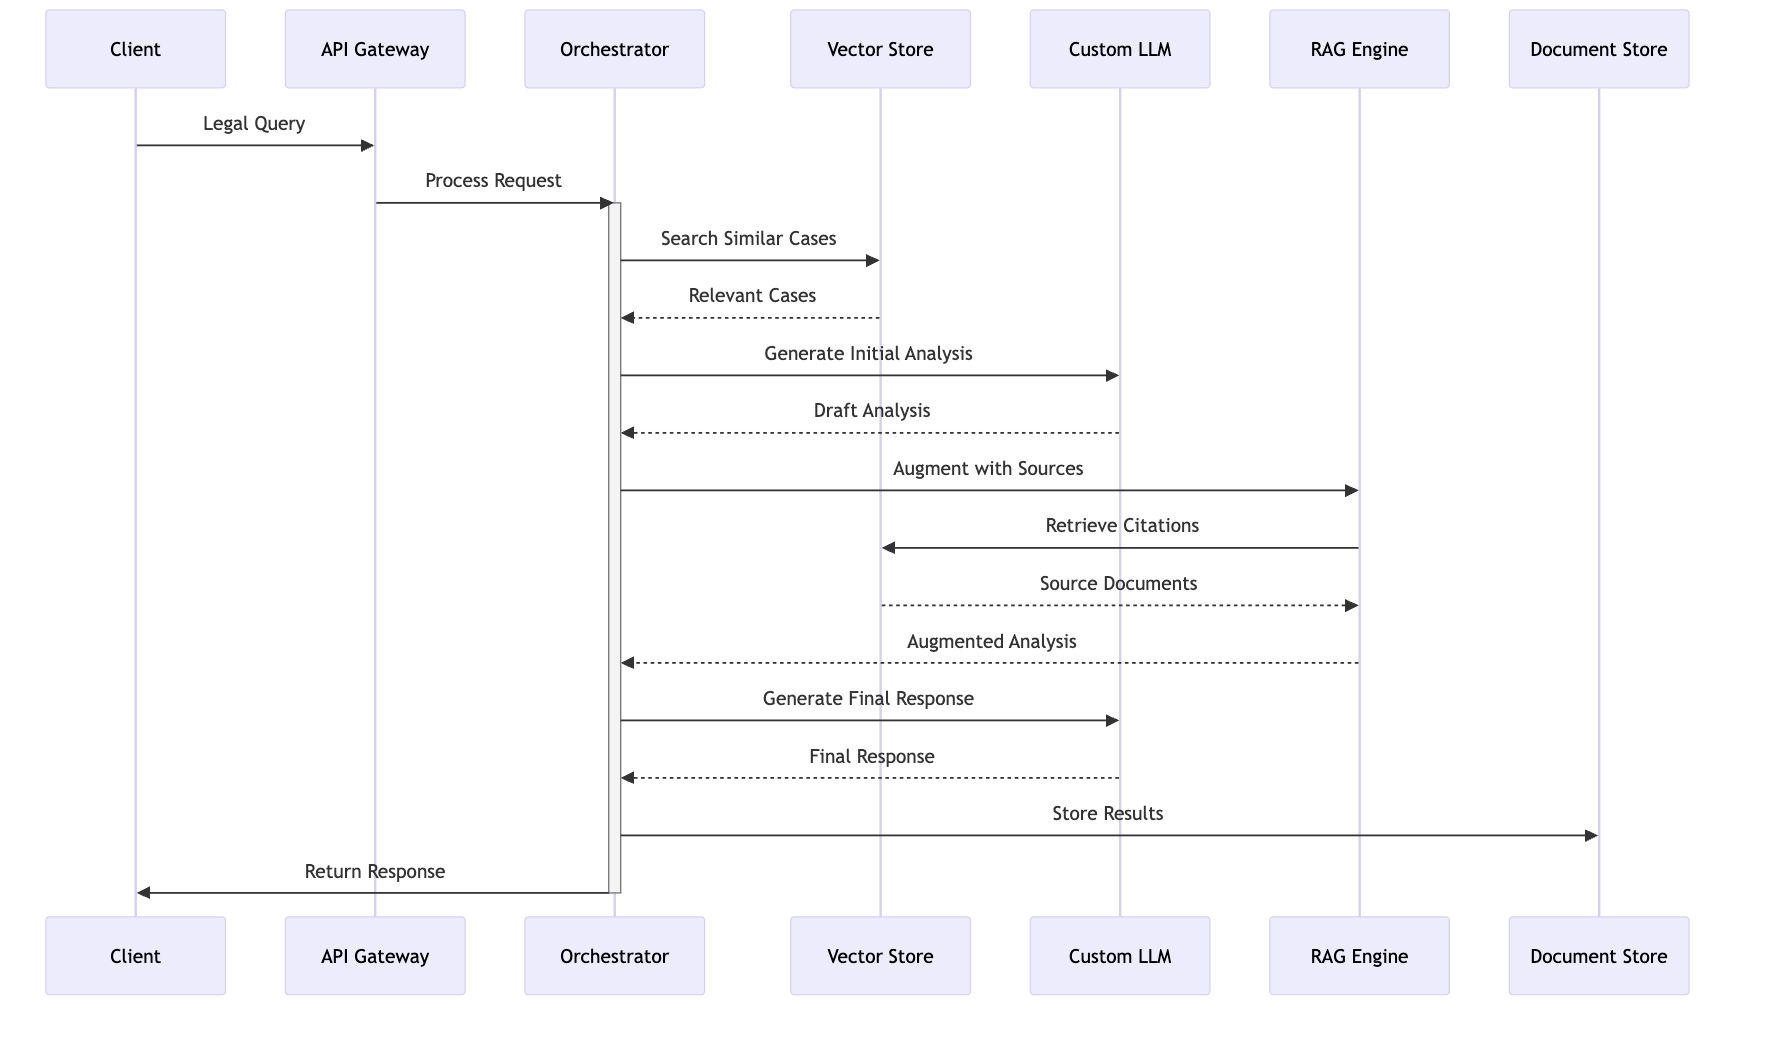 Client
API Gateway
Orchestrator
Vector Store
Custom LLM
RAG Engine
Document Store
Legal Query
Process Request
Search Similar Cases
Relevant Cases
Generate Initial Analysis
Draft Analysis
Augment with Sources
Retrieve Citations
Source Documents
Augmented Analysis
Generate Final Response
Final Response
Store Results
Return Response
Client
API Gateway
Orchestrator
Vector Store
Custom LLM
RAG Engine
Document Store